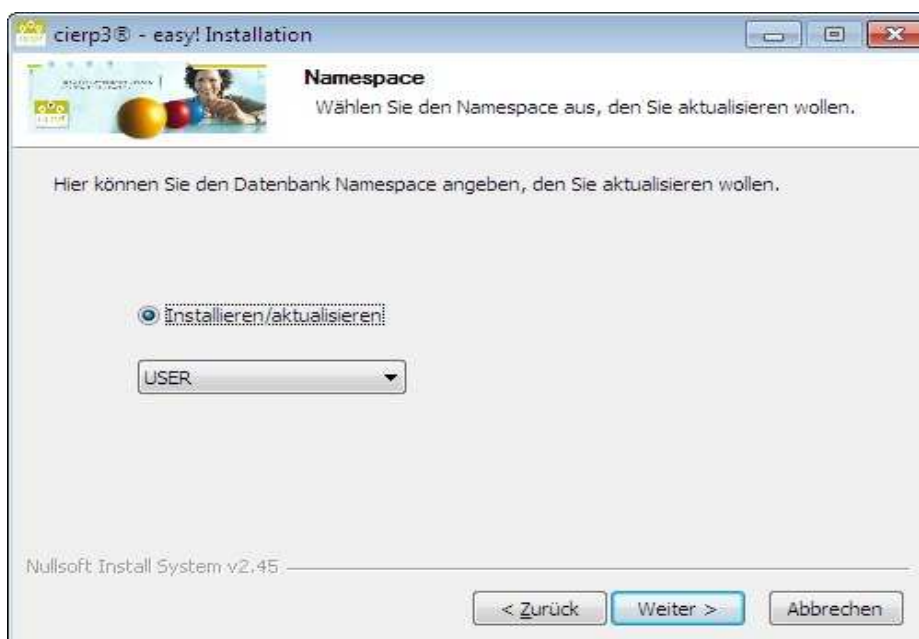 cierp3® - easy! Installation
Namespace
Wählen Sie den Namespace aus, den Sie aktualisieren wollen.
Hier können Sie den Datenbank Namespace angeben, den Sie aktualisieren wollen.
Installieren/aktualisieren
USER
Nullsoft Install System v2.45
< Zurück
Weiter >
Abbrechen